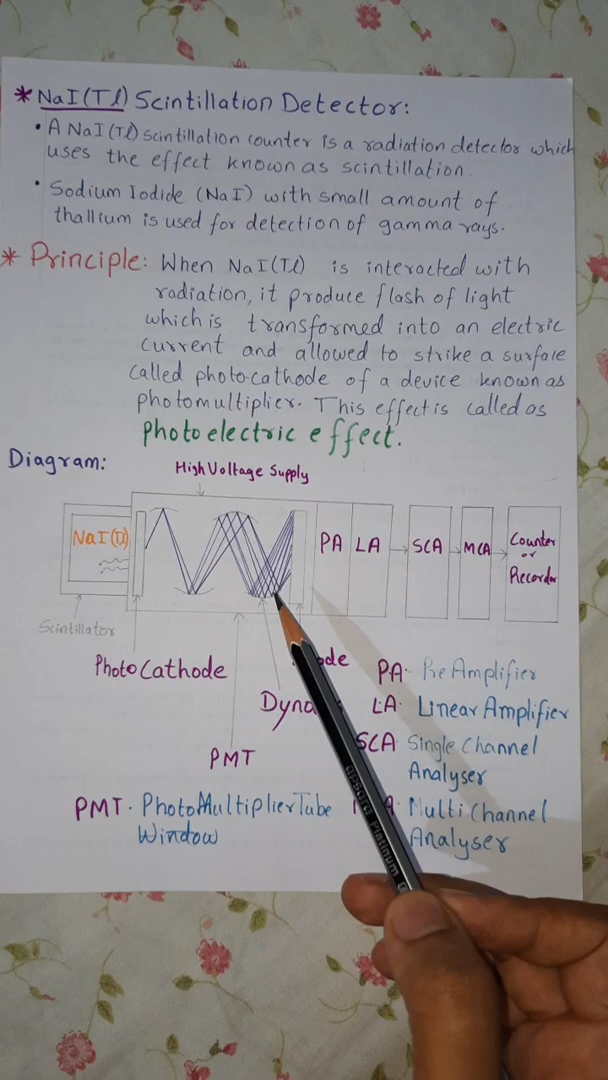 * NaI(Tl) Scintillation Detector:
• A NaI(Tl) scintillation counter is a radiation detector which
uses the effect known as scintillation.
• Sodium Iodide (NaI) with small amount of
thallium is used for detection of gamma rays.
* Principle: When NaI(Tl) is interacted with
radiation, it produce flash of light
which is transformed into an electric
current and allowed to strike a surface
called photo-cathode of a device known as
photomultiplier. This effect is called as
photoelectric effect.
Diagram:
High Voltage Supply
NaI(Tl)
PA LA SCA MCA Counter
or
Recorder
Scintillator
Photo Cathode
PMT
PA- Pre Amplifier
LA- Linear Amplifier
SCA Single Channel
Analyser
Multi Channel
Analyser
PMT- PhotoMultiplierTube
Window
apsara Platinum